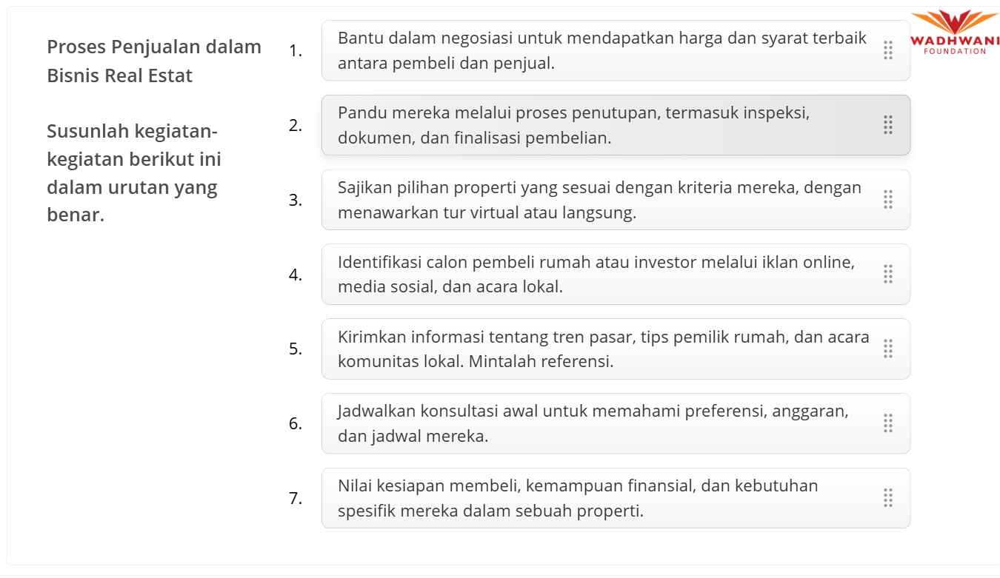 Proses Penjualan dalam
Bisnis Real Estat
Susunlah kegiatan-
kegiatan berikut ini
dalam urutan yang
benar.
1.
Bantu dalam negosiasi untuk mendapatkan harga dan syarat terbaik
antara pembeli dan penjual.
2.
Pandu mereka melalui proses penutupan, termasuk inspeksi,
dokumen, dan finalisasi pembelian.
3.
Sajikan pilihan properti yang sesuai dengan kriteria mereka, dengan
menawarkan tur virtual atau langsung.
4.
Identifikasi calon pembeli rumah atau investor melalui iklan online,
media sosial, dan acara lokal.
5.
Kirimkan informasi tentang tren pasar, tips pemilik rumah, dan acara
komunitas lokal. Mintalah referensi.
6.
Jadwalkan konsultasi awal untuk memahami preferensi, anggaran,
dan jadwal mereka.
7.
Nilai kesiapan membeli, kemampuan finansial, dan kebutuhan
spesifik mereka dalam sebuah properti.
WADHWANI
FOUNDATION